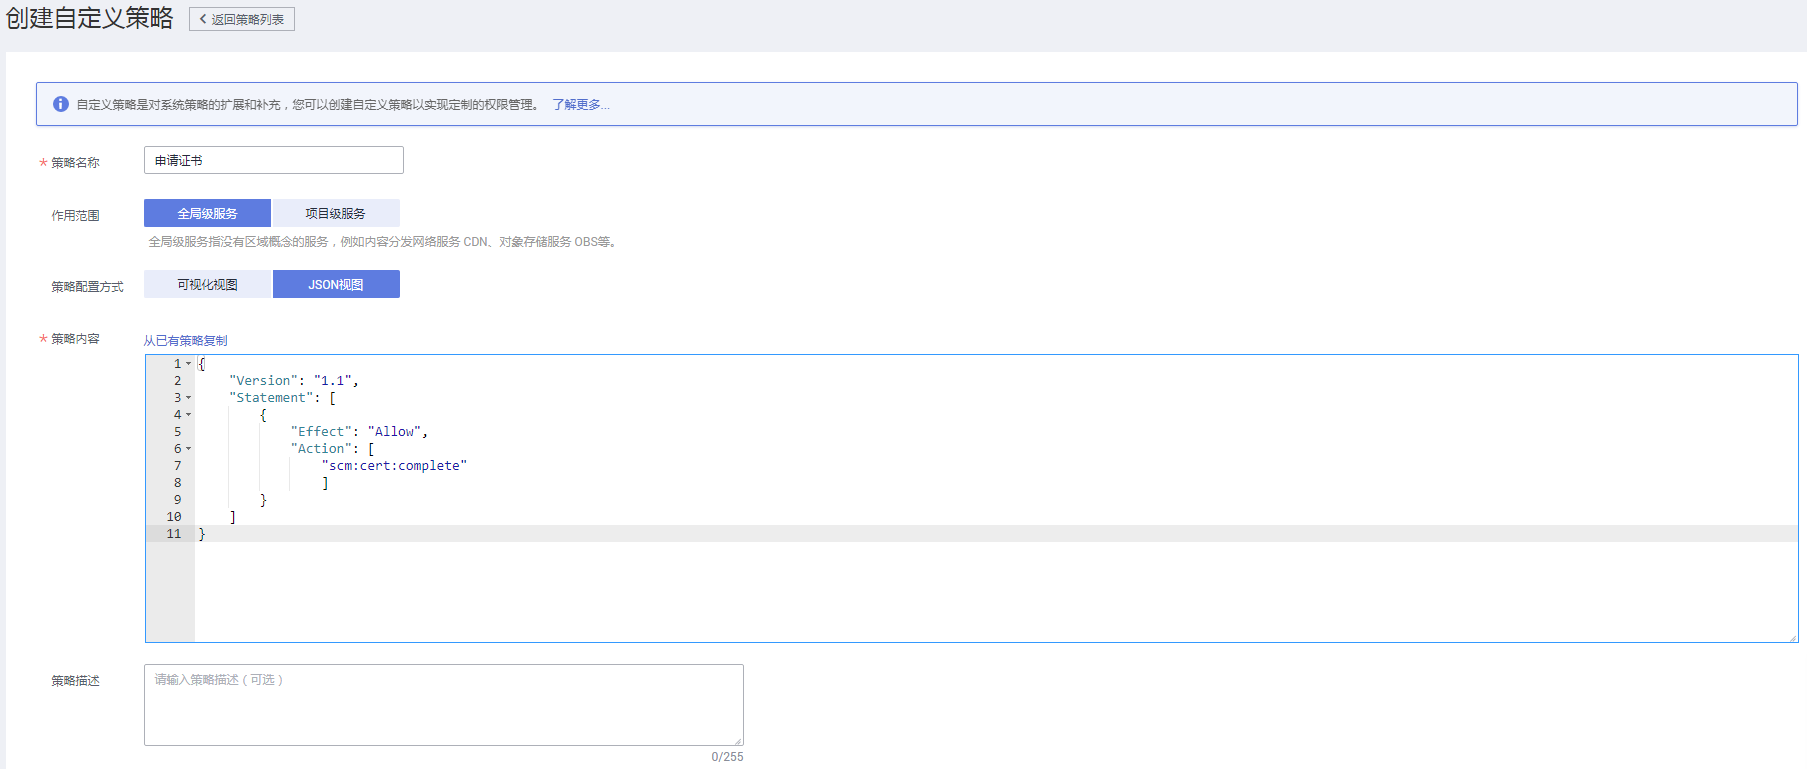 创建自定义策略
返回策略列表
自定义策略是对系统策略的扩展和补充，您可以创建自定义策略以实现定制的权限管理。 了解更多...
* 策略名称 申请证书
作用范围 全局级服务 项目级服务
全局级服务指没有区域概念的服务，例如内容分发网络服务 CDN、对象存储服务 OBS等。
策略配置方式 可视化视图 JSON视图
* 策略内容 从已有策略复制
1 {
2     "Version": "1.1",
3     "Statement": [
4         {
5             "Effect": "Allow",
6             "Action": [
7                 "scm:cert:complete"
8                 ]
9         }
10     ]
11 }
策略描述 请输入策略描述（可选）
0/255